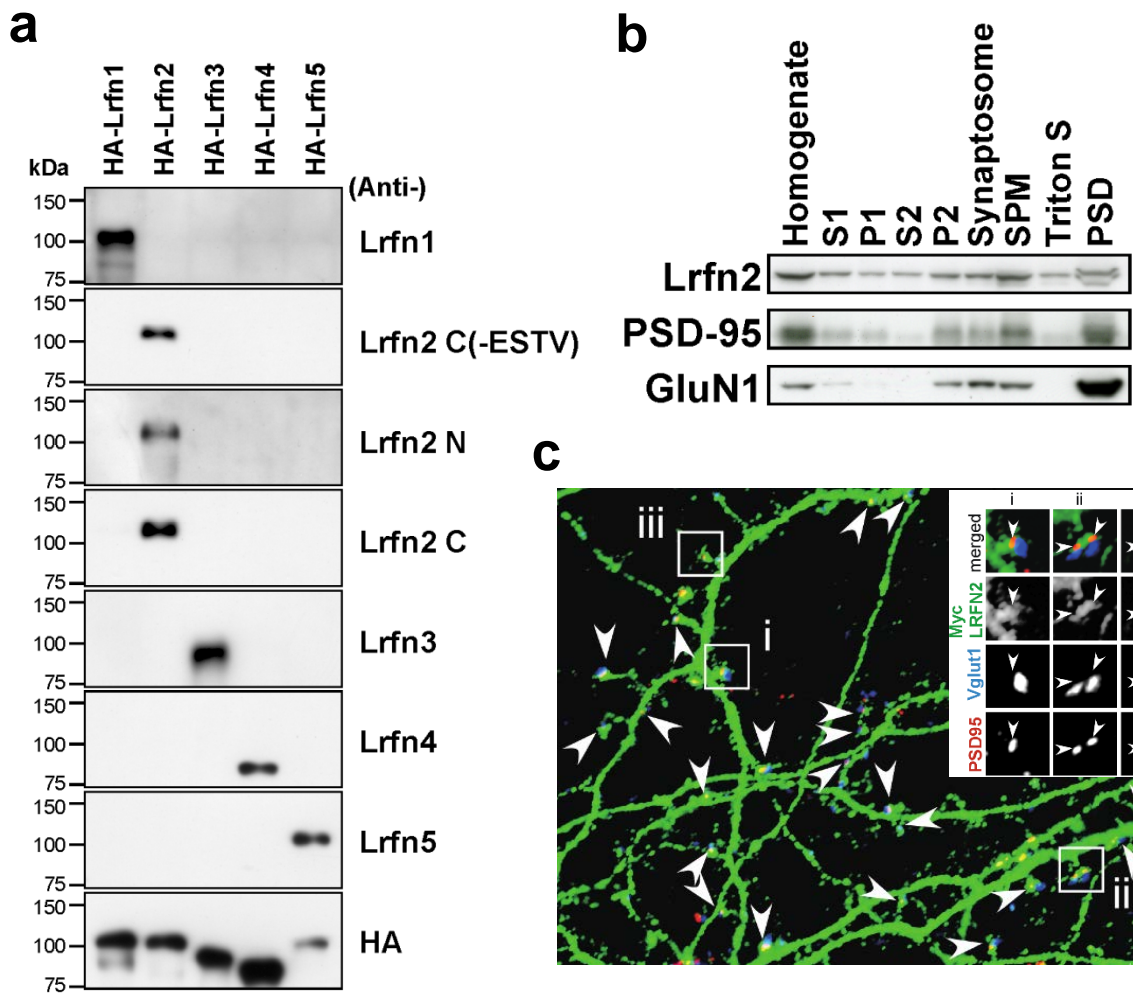 a
HA-Lrfn1
HA-Lrfn2
HA-Lrfn3
HA-Lrfn4
HA-Lrfn5
kDa
(Anti-)
150
100
75
Lrfn1
150
100
75
Lrfn2 C(-ESTV)
150
100
75
Lrfn2 N
150
100
75
Lrfn2 C
150
100
75
Lrfn3
150
100
75
Lrfn4
150
100
75
Lrfn5
150
100
75
HA
b
Homogenate
S1
P1
S2
P2
Synaptosome
SPM
Triton S
PSD
Lrfn2
PSD-95
GluN1
c
iii
i
ii
i
ii
merged
Myc
LRFN2
Vglut1
PSD95